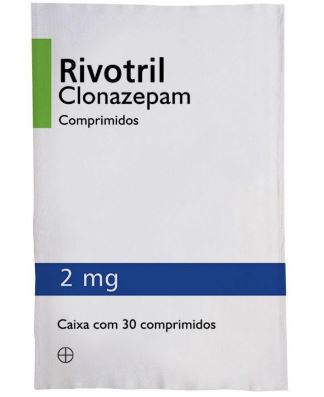 Rivotril
Clonazepam
Comprimidos
2 mg
Caixa com 30 comprimidos